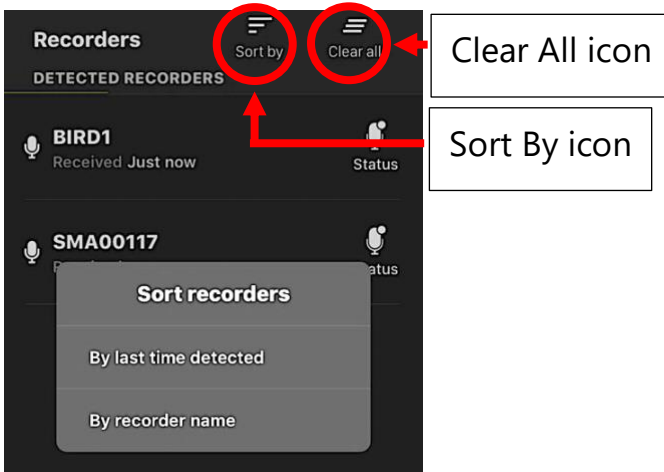 Recorders
Sort by
Clear all
Clear All icon
DETECTED RECORDERS
BIRD1
Received Just now
Status
Sort By icon
SMA00117
Sort recorders
By last time detected
By recorder name